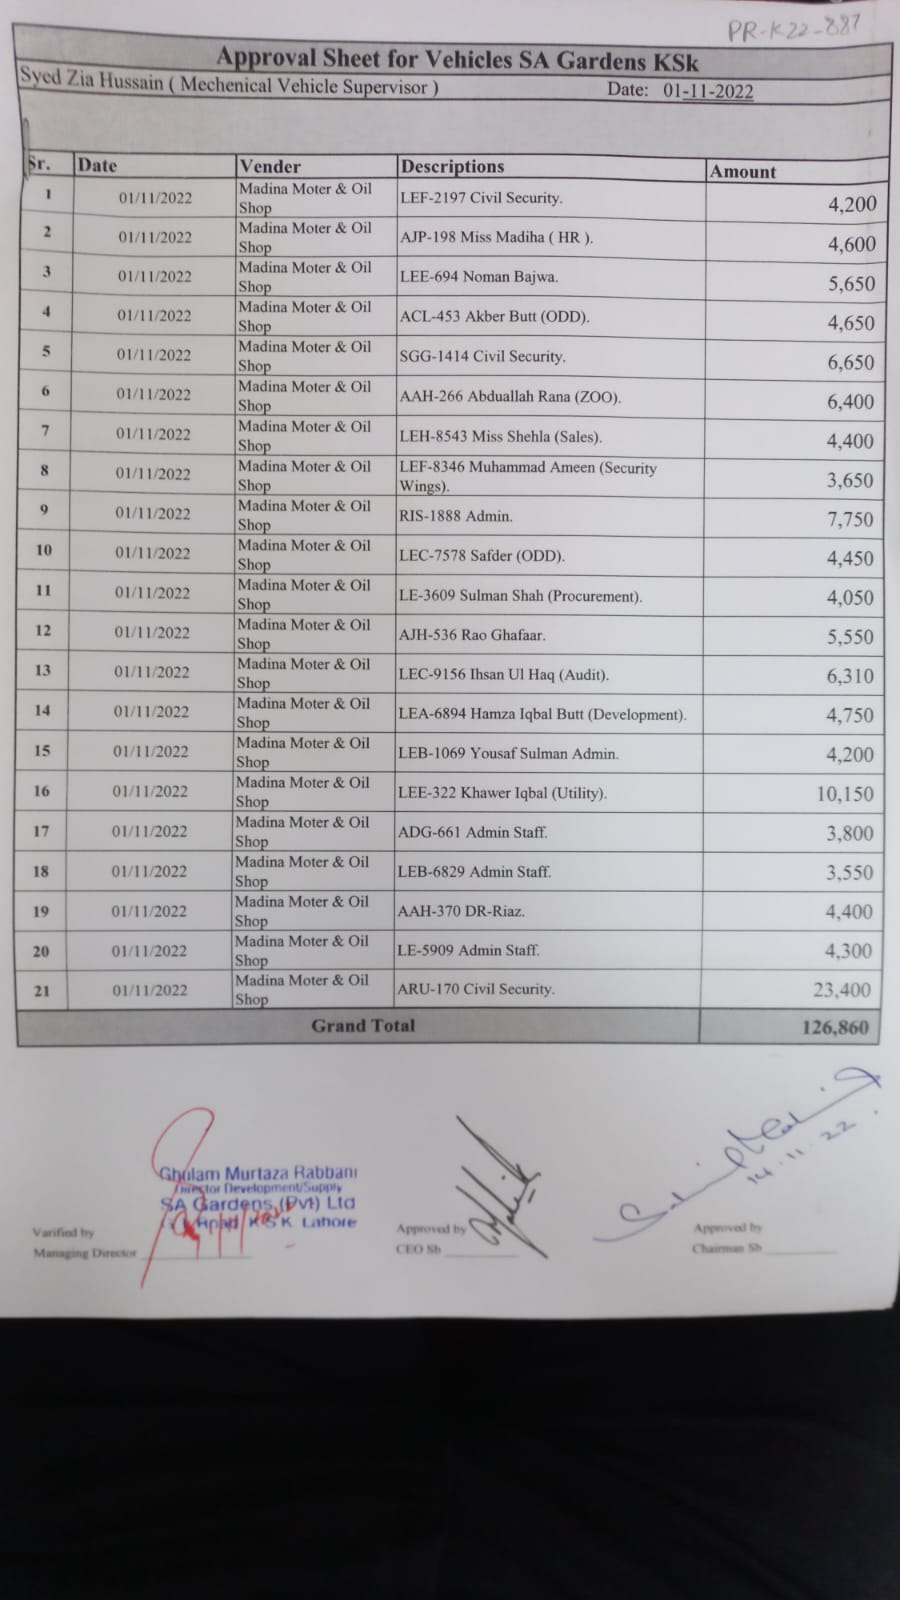 PR-K22-887
Approval Sheet for Vehicles SA Gardens KSk
Syed Zia Hussain ( Mechenical Vehicle Supervisor ) Date: 01-11-2022
Sr. Date Vender Descriptions Amount
1 01/11/2022 Madina Moter & Oil Shop LEF-2197 Civil Security. 4,200
2 01/11/2022 Madina Moter & Oil Shop AJP-198 Miss Madiha ( HR ). 4,600
3 01/11/2022 Madina Moter & Oil Shop LEE-694 Noman Bajwa. 5,650
4 01/11/2022 Madina Moter & Oil Shop ACL-453 Akber Butt (ODD). 4,650
5 01/11/2022 Madina Moter & Oil Shop SGG-1414 Civil Security. 6,650
6 01/11/2022 Madina Moter & Oil Shop AAH-266 Abduallah Rana (ZOO). 6,400
7 01/11/2022 Madina Moter & Oil Shop LEH-8543 Miss Shehla (Sales). 4,400
8 01/11/2022 Madina Moter & Oil Shop LEF-8346 Muhammad Ameen (Security Wings). 3,650
9 01/11/2022 Madina Moter & Oil Shop RIS-1888 Admin. 7,750
10 01/11/2022 Madina Moter & Oil Shop LEC-7578 Safder (ODD). 4,450
11 01/11/2022 Madina Moter & Oil Shop LE-3609 Sulman Shah (Procurement). 4,050
12 01/11/2022 Madina Moter & Oil Shop AJH-536 Rao Ghafaar. 5,550
13 01/11/2022 Madina Moter & Oil Shop LEC-9156 Ihsan Ul Haq (Audit). 6,310
14 01/11/2022 Madina Moter & Oil Shop LEA-6894 Hamza Iqbal Butt (Development). 4,750
15 01/11/2022 Madina Moter & Oil Shop LEB-1069 Yousaf Sulman Admin. 4,200
16 01/11/2022 Madina Moter & Oil Shop LEE-322 Khawer Iqbal (Utility). 10,150
17 01/11/2022 Madina Moter & Oil Shop ADG-661 Admin Staff. 3,800
18 01/11/2022 Madina Moter & Oil Shop LEB-6829 Admin Staff. 3,550
19 01/11/2022 Madina Moter & Oil Shop AAH-370 DR-Riaz. 4,400
20 01/11/2022 Madina Moter & Oil Shop LE-5909 Admin Staff. 4,300
21 01/11/2022 Madina Moter & Oil Shop ARU-170 Civil Security. 23,400
Grand Total 126,860
Ghulam Murtaza Rabbani
Director Development/Supply
SA Gardens (Pvt) Ltd
KSK Lahore
14.11.22
Varified by
Managing Director
Approved by
CEO Sb
Approved by
Chairman Sb